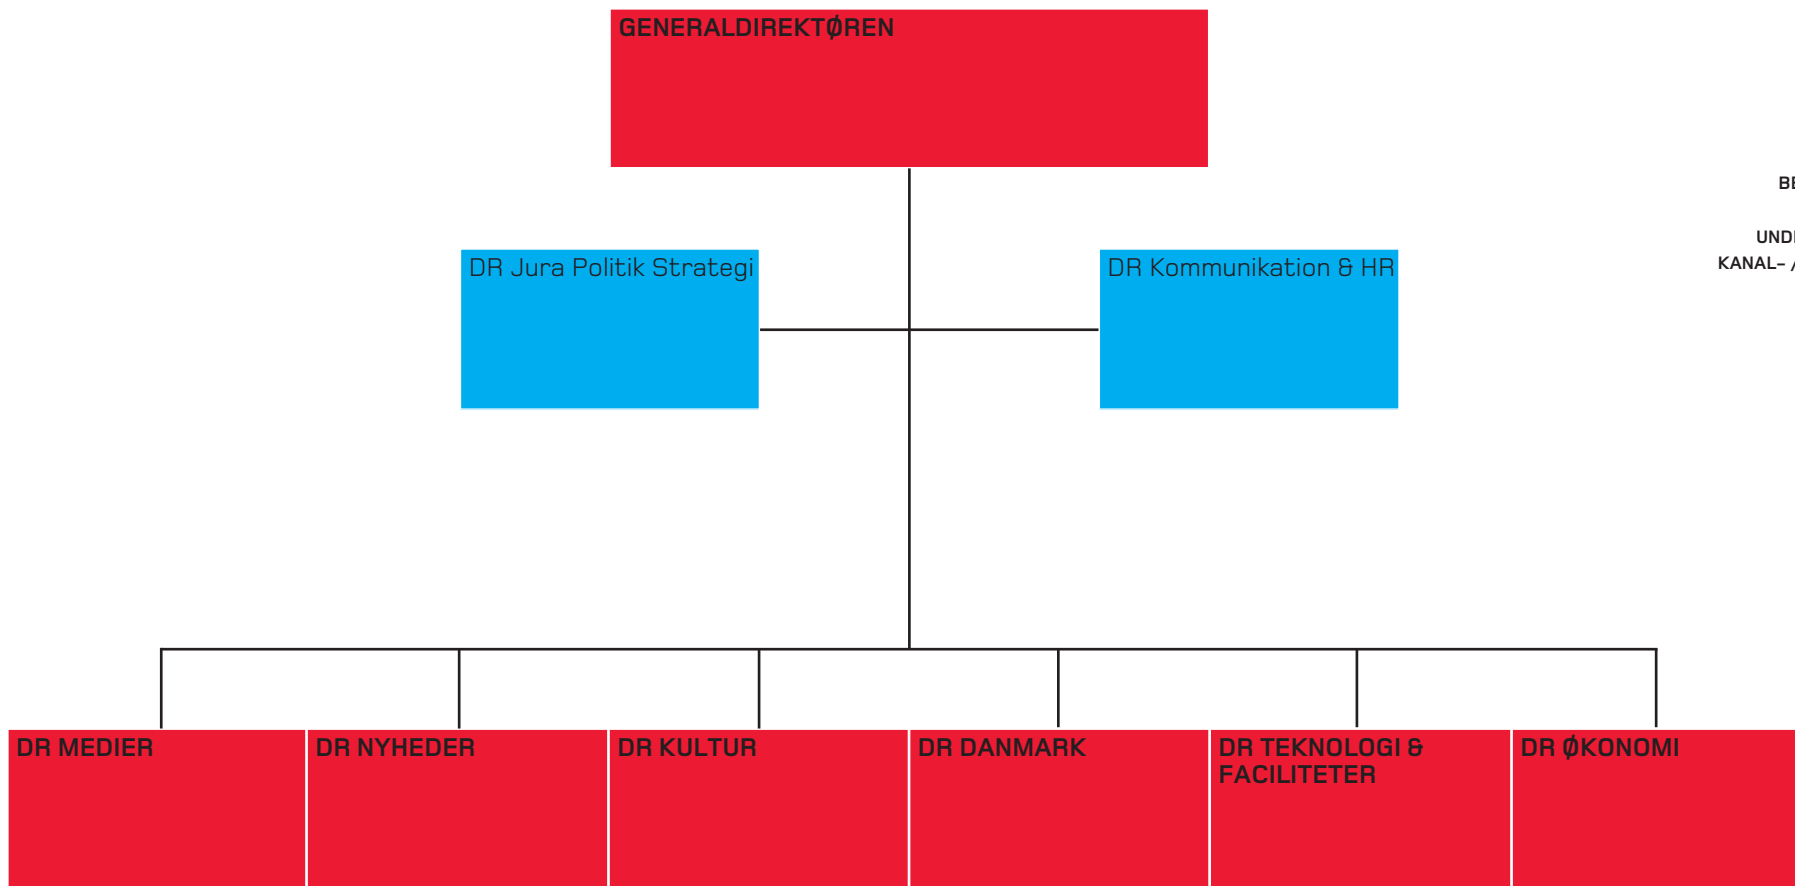 GENERALDIREKTØREN
DR Jura Politik Strategi
DR Kommunikation & HR
KANAL- /
DR MEDIER
DR NYHEDER
DR KULTUR
DR DANMARK
DR TEKNOLOGI &
FACILITETER
DR ØKONOMI